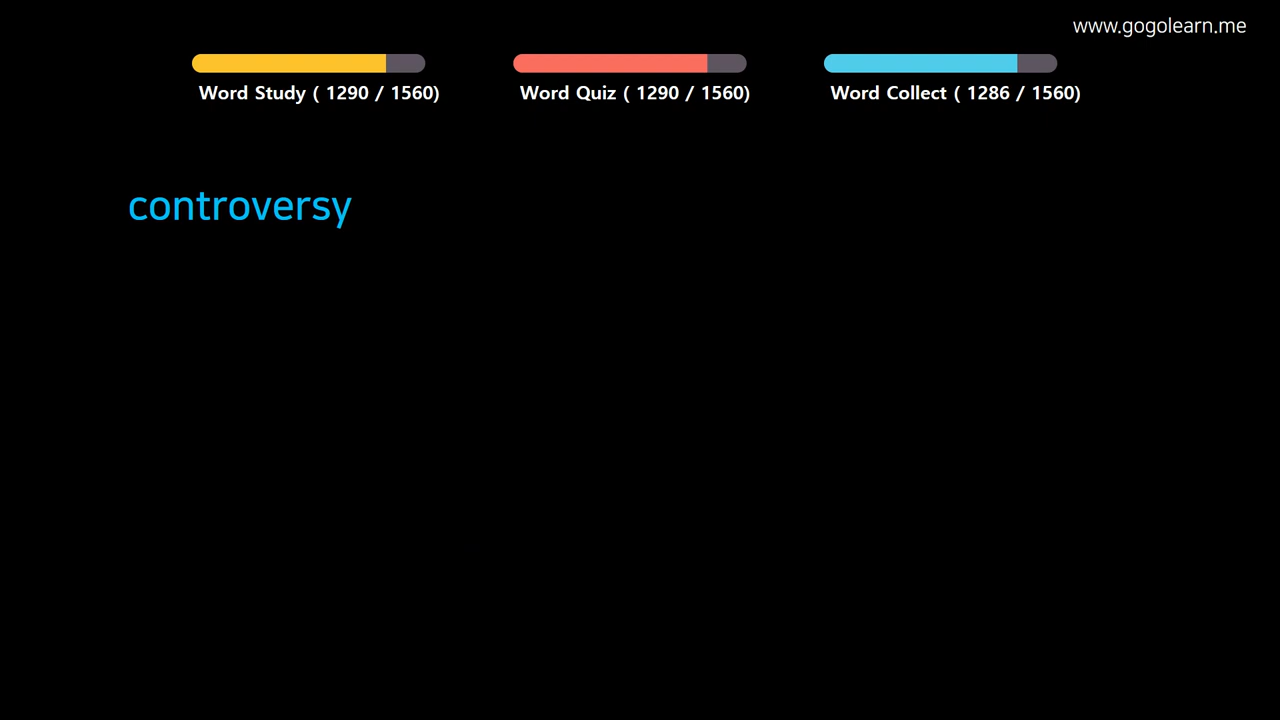 www.gogolearn.me
Word Study ( 1290 / 1560)
Word Quiz ( 1290 / 1560)
Word Collect ( 1286 / 1560)
controversy